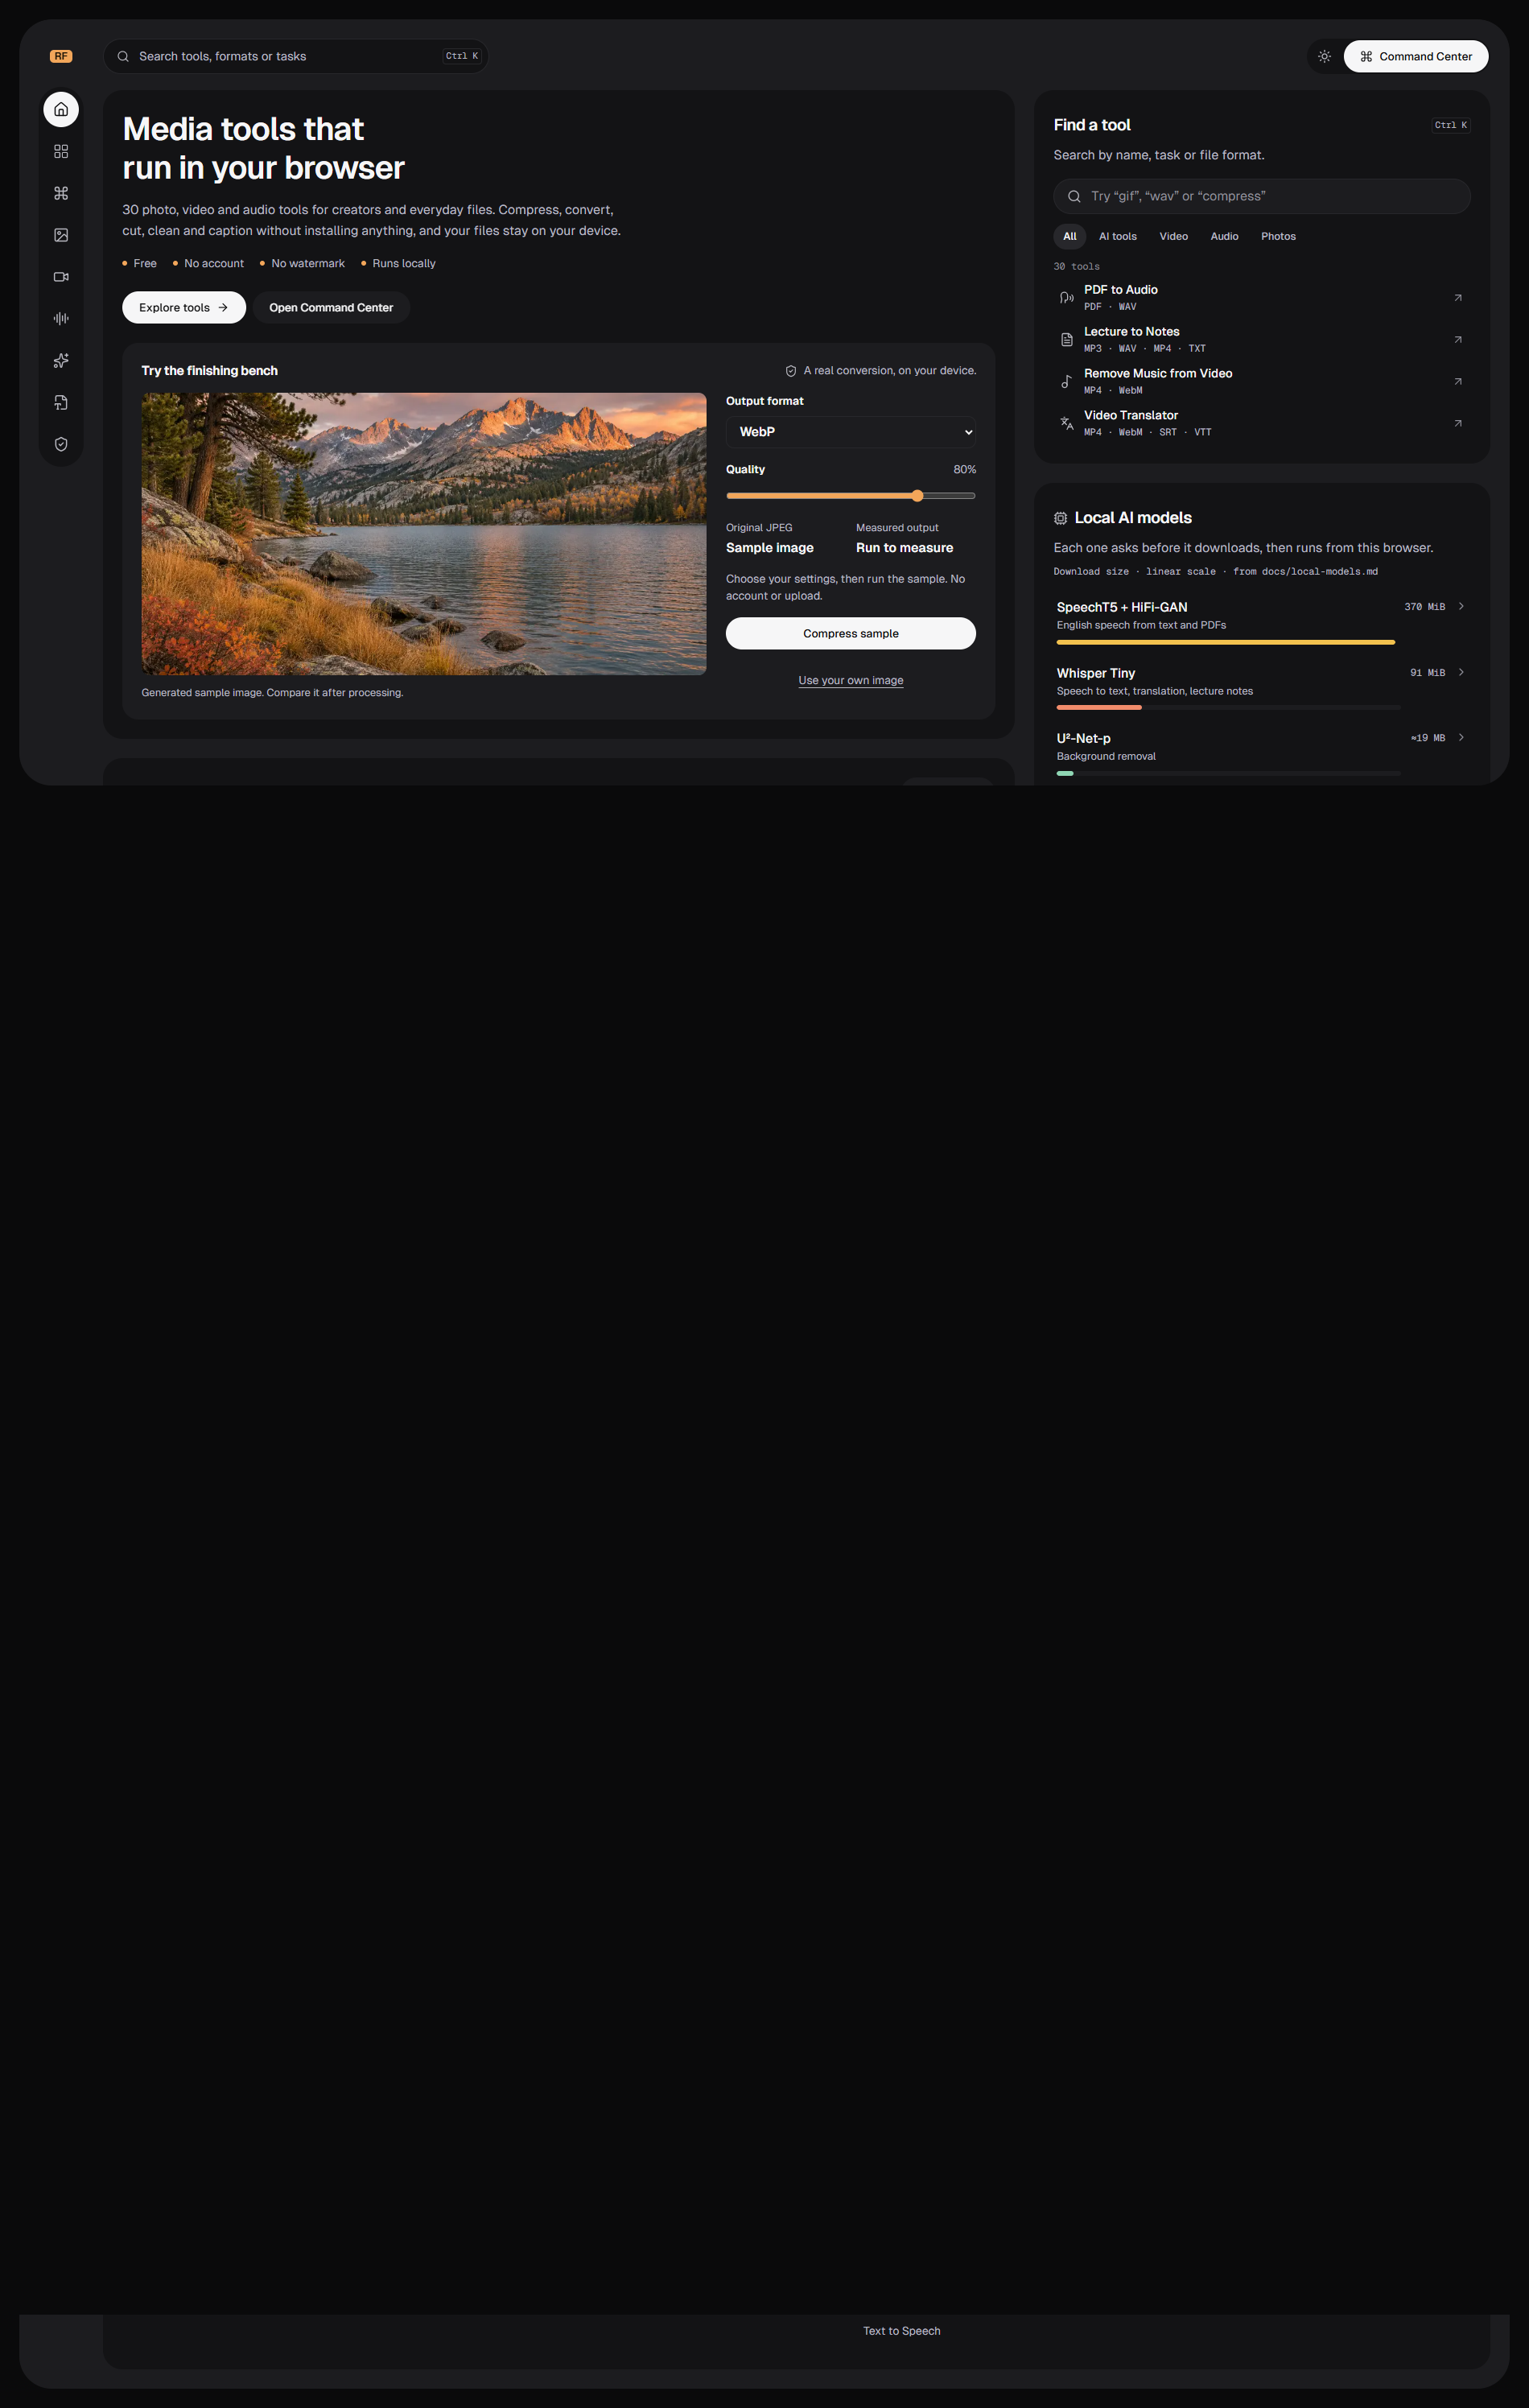 RF
Search tools, formats or tasks
Ctrl K
Command Center
Media tools that
run in your browser
30 photo, video and audio tools for creators and everyday files. Compress, convert,
cut, clean and caption without installing anything, and your files stay on your device.
Free
No account
No watermark
Runs locally
Explore tools
Open Command Center
Try the finishing bench
A real conversion, on your device.
Generated sample image. Compare it after processing.
Output format
WebP
Quality
80%
Original JPEG
Sample image
Measured output
Run to measure
Choose your settings, then run the sample. No
account or upload.
Compress sample
Use your own image
Find a tool
Ctrl K
Search by name, task or file format.
Try “gif”, “wav” or “compress”
All
AI tools
Video
Audio
Photos
30 tools
PDF to Audio
PDF · WAV
Lecture to Notes
MP3 · WAV · MP4 · TXT
Remove Music from Video
MP4 · WebM
Video Translator
MP4 · WebM · SRT · VTT
Local AI models
Each one asks before it downloads, then runs from this browser.
Download size · linear scale · from docs/local-models.md
SpeechT5 + HiFi-GAN
370 MiB
English speech from text and PDFs
Whisper Tiny
91 MiB
Speech to text, translation, lecture notes
U²-Net-p
≈19 MB
Background removal
Text to Speech